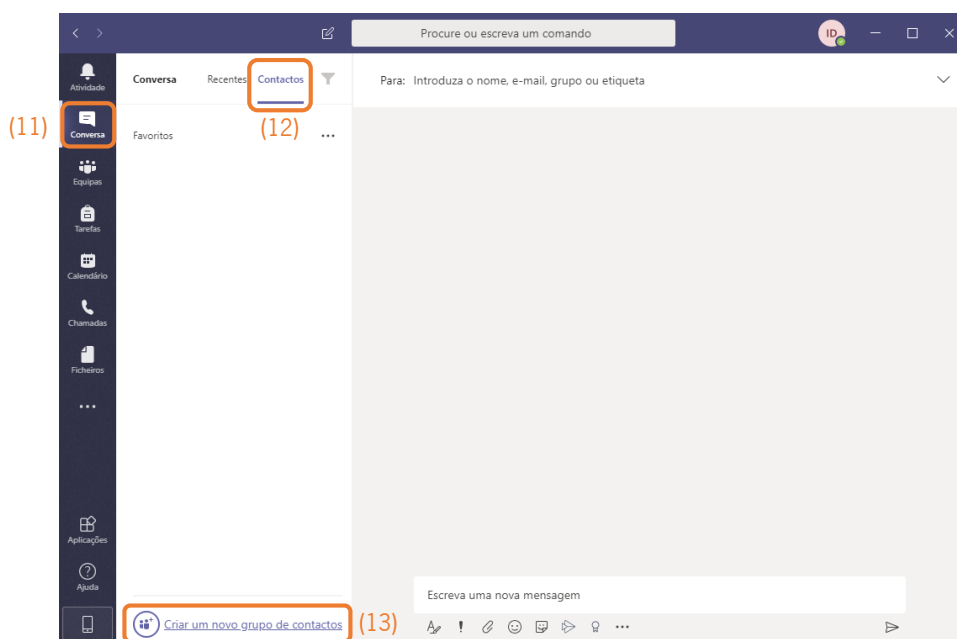 Procure ou escreva um comando
ID
Atividade
Conversa Recentes Contactos
Para: Introduza o nome, e-mail, grupo ou etiqueta
(11)
Conversa
(12)
Favoritos
Equipas
Tarefas
Calendário
Chamadas
Ficheiros
Aplicações
Ajuda
Escreva uma nova mensagem
Criar um novo grupo de contactos
(13)